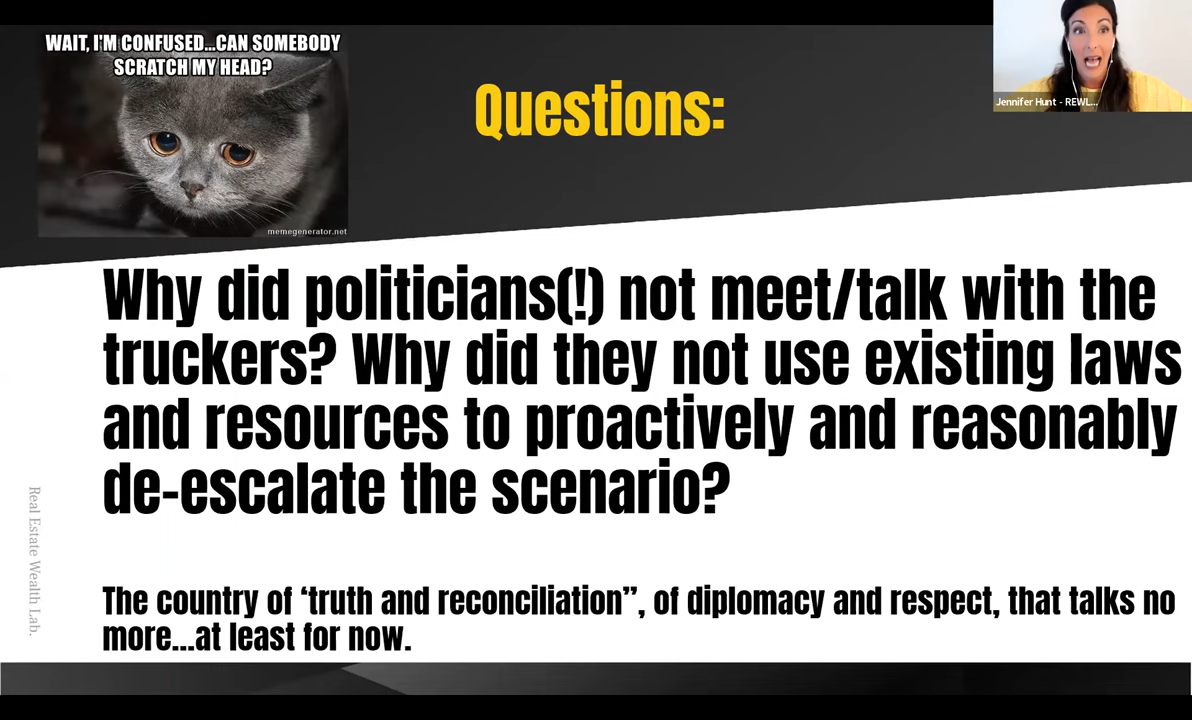 WAIT, I'M CONFUSED...CAN SOMEBODY
SCRATCH MY HEAD?
memegenerator.net
Questions:
Jennifer Hunt - REWL...
Why did politicians(!) not meet/talk with the
truckers? Why did they not use existing laws
and resources to proactively and reasonably
de-escalate the scenario?
Real Estate Wealth Lab.
The country of ‘truth and reconciliation”, of diplomacy and respect, that talks no
more...at least for now.